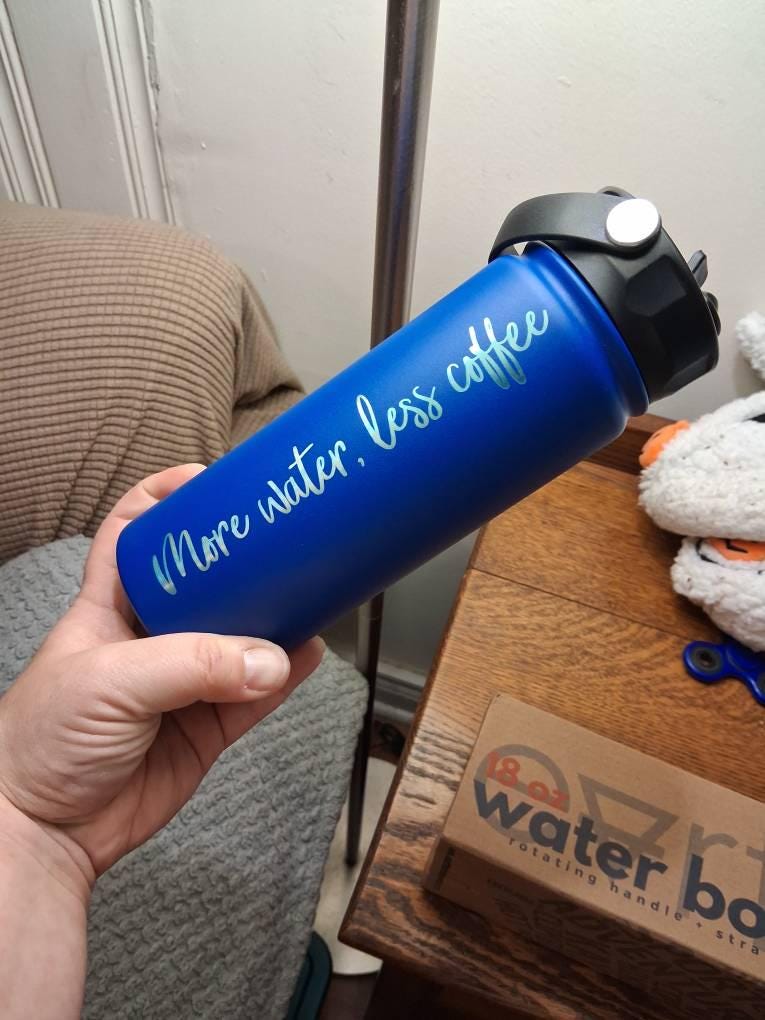 More water, less coffee
18 oz
water bo
rotating handle + stra